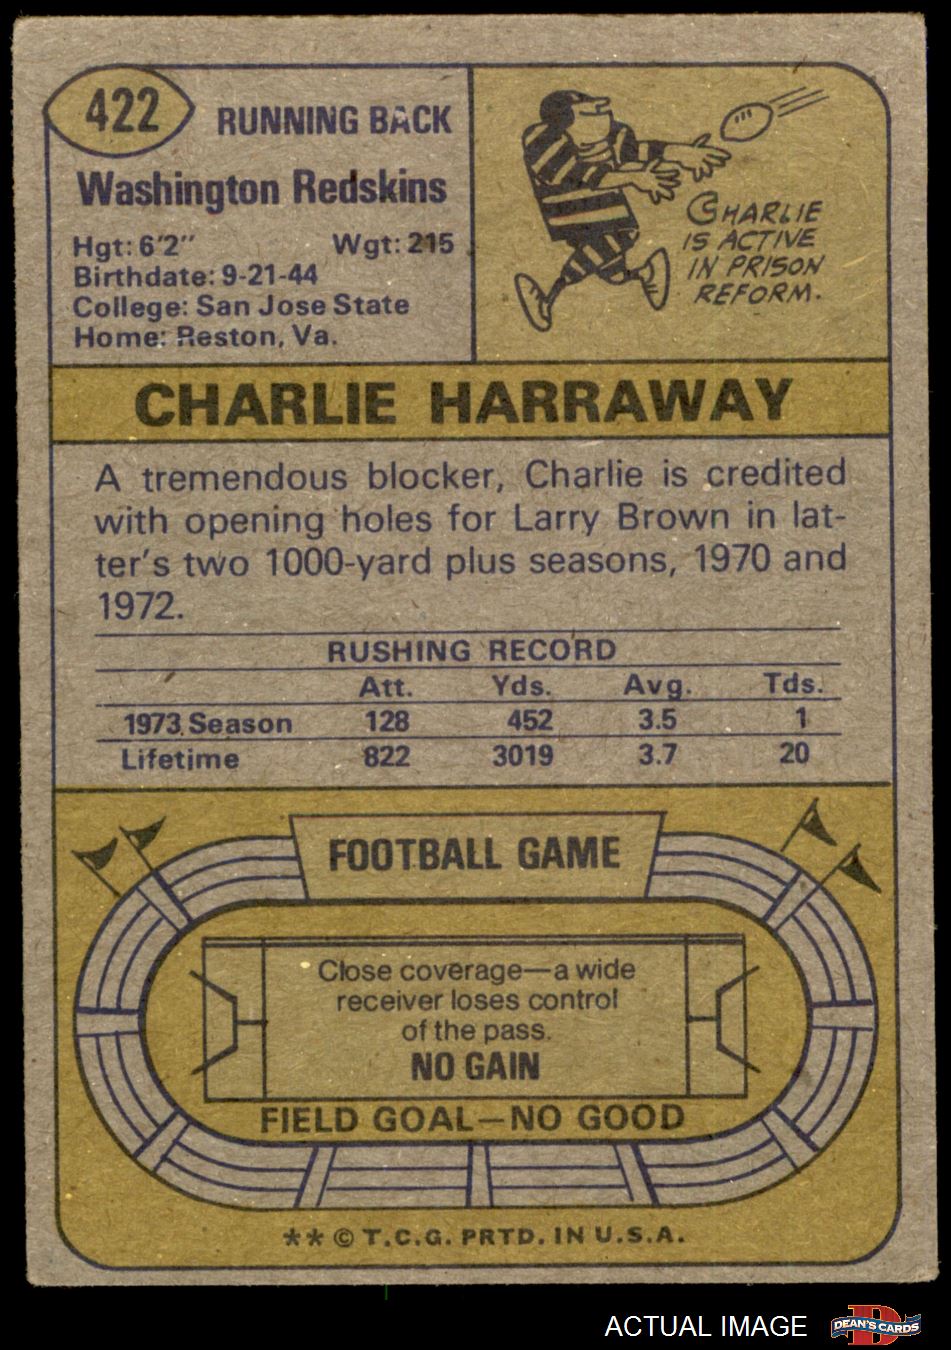 422
RUNNING BACK
Washington Redskins
Hgt: 6'2" Wgt: 215
Birthdate: 9-21-44
College: San Jose State
Home: Reston, Va.
CHARLIE
IS ACTIVE
IN PRISON
REFORM.
CHARLIE HARRAWAY
A tremendous blocker, Charlie is credited
with opening holes for Larry Brown in lat-
ter's two 1000-yard plus seasons, 1970 and
1972.
RUSHING RECORD
Att. Yds. Avg. Tds.
1973 Season 128 452 3.5 1
Lifetime 822 3019 3.7 20
FOOTBALL GAME
Close coverage—a wide
receiver loses control
of the pass.
NO GAIN
FIELD GOAL—NO GOOD
** © T.C.G. PRTD. IN U.S.A.
ACTUAL IMAGE
D
DEAN'S CARDS